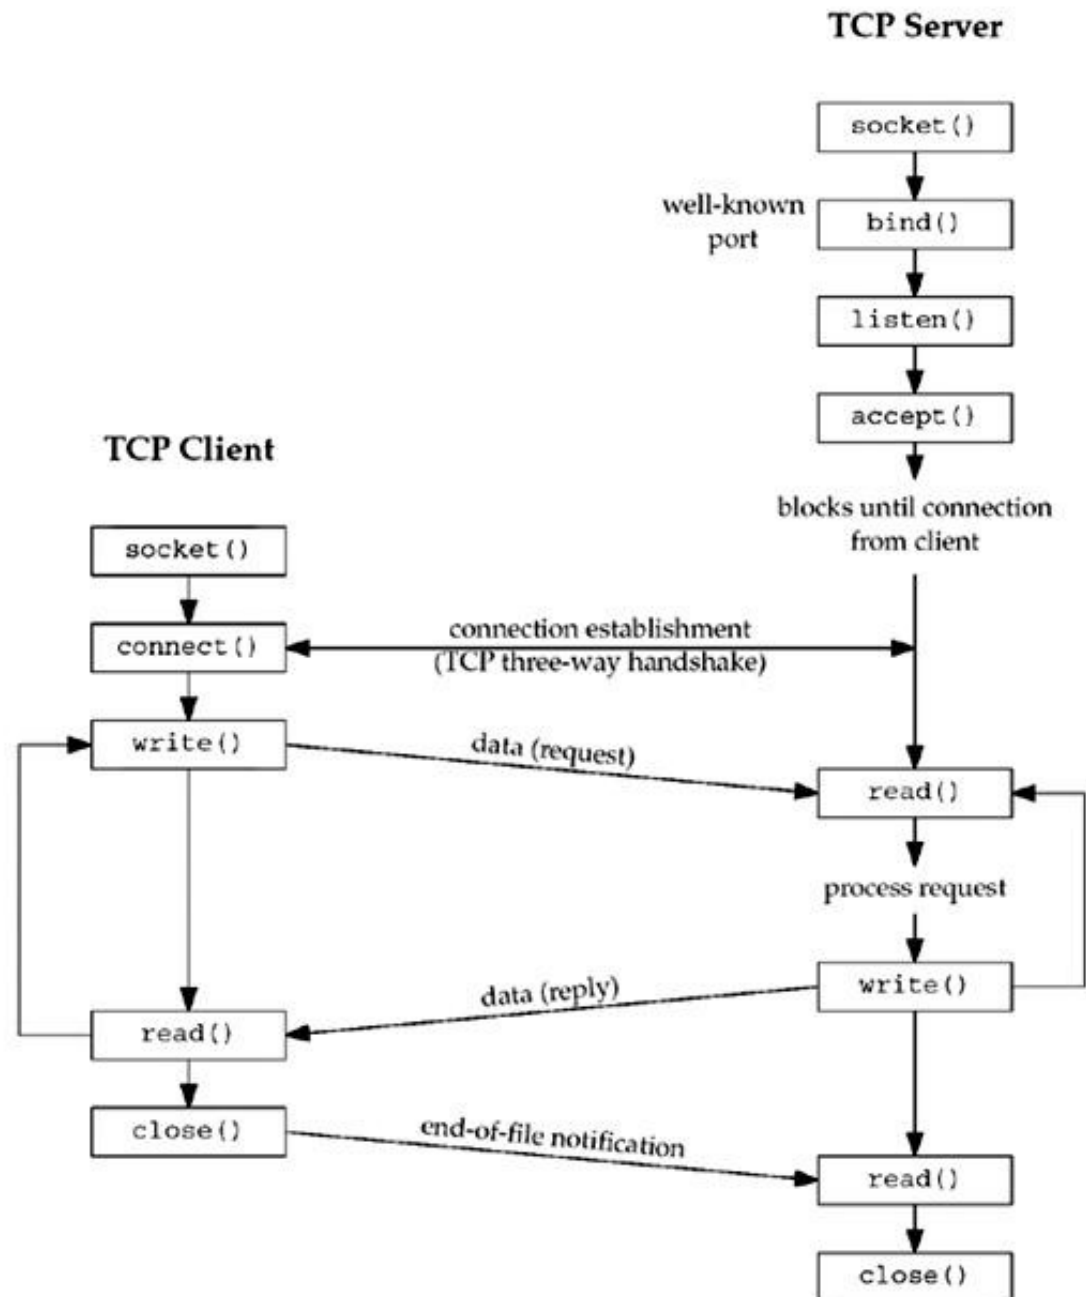 TCP Server
socket()
well-known
port
bind()
listen()
accept()
TCP Client
blocks until connection
from client
socket()
connection establishment
(TCP three-way handshake)
connect()
write()
data (request)
read()
process request
write()
data (reply)
read()
close()
end-of-file notification
read()
close()